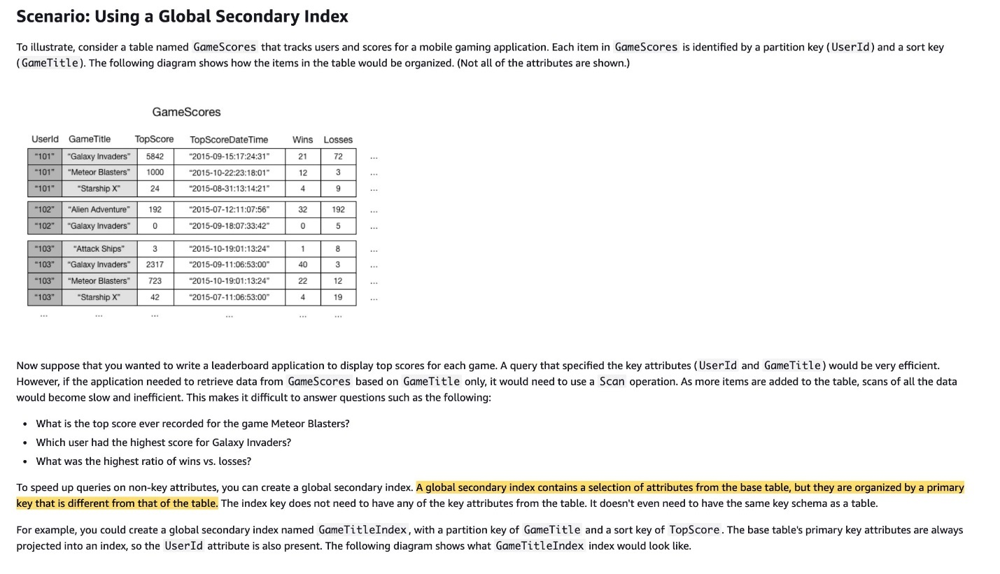 Scenario: Using a Global Secondary Index
To illustrate, consider a table named GameScores that tracks users and scores for a mobile gaming application. Each item in GameScores is identified by a partition key (UserId) and a sort key
(GameTitle). The following diagram shows how the items in the table would be organized. (Not all of the attributes are shown.)
GameScores
UserId GameTitle TopScore TopScoreDateTime Wins Losses
“101” “Galaxy Invaders” 5842 “2015-09-15:17:24:31” 21 72 ...
“101” “Meteor Blasters” 1000 “2015-10-22:23:18:01” 12 3 ...
“101” “Starship X” 24 “2015-08-31:13:14:21” 4 9 ...
“102” “Alien Adventure” 192 “2015-07-12:11:07:56” 32 192 ...
“102” “Galaxy Invaders” 0 “2015-09-18:07:33:42” 0 5 ...
“103” “Attack Ships” 3 “2015-10-19:01:13:24” 1 8 ...
“103” “Galaxy Invaders” 2317 “2015-09-11:06:53:00” 40 3 ...
“103” “Meteor Blasters” 723 “2015-10-19:01:13:24” 22 12 ...
“103” “Starship X” 42 “2015-07-11:06:53:00” 4 19 ...
... ... ... ... ... ...
Now suppose that you wanted to write a leaderboard application to display top scores for each game. A query that specified the key attributes (UserId and GameTitle) would be very efficient.
However, if the application needed to retrieve data from GameScores based on GameTitle only, it would need to use a Scan operation. As more items are added to the table, scans of all the data
would become slow and inefficient. This makes it difficult to answer questions such as the following:
• What is the top score ever recorded for the game Meteor Blasters?
• Which user had the highest score for Galaxy Invaders?
• What was the highest ratio of wins vs. losses?
To speed up queries on non-key attributes, you can create a global secondary index. A global secondary index contains a selection of attributes from the base table, but they are organized by a primary
key that is different from that of the table. The index key does not need to have any of the key attributes from the table. It doesn't even need to have the same key schema as a table.
For example, you could create a global secondary index named GameTitleIndex, with a partition key of GameTitle and a sort key of TopScore. The base table's primary key attributes are always
projected into an index, so the UserId attribute is also present. The following diagram shows what GameTitleIndex index would look like.